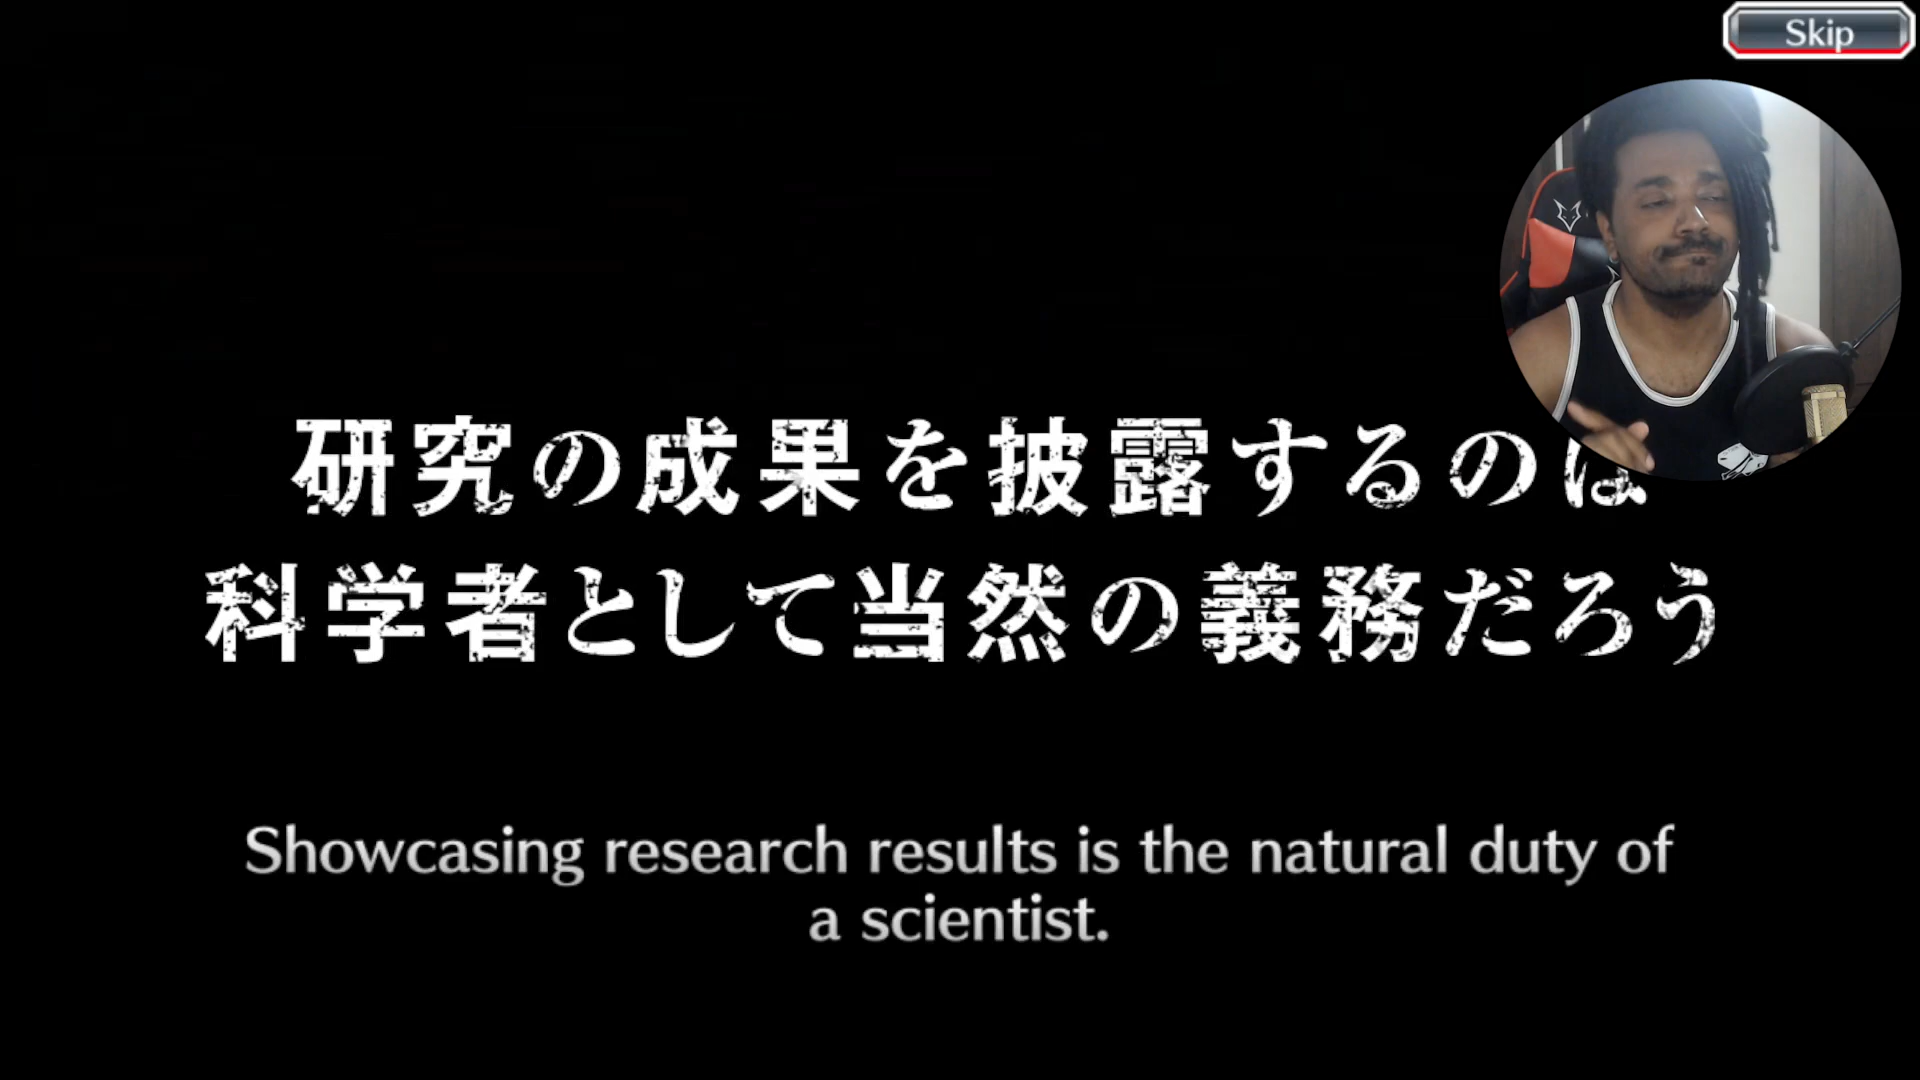 Skip
研究の成果を披露するのは
科学者として当然の義務だろう
Showcasing research results is the natural duty of
a scientist.